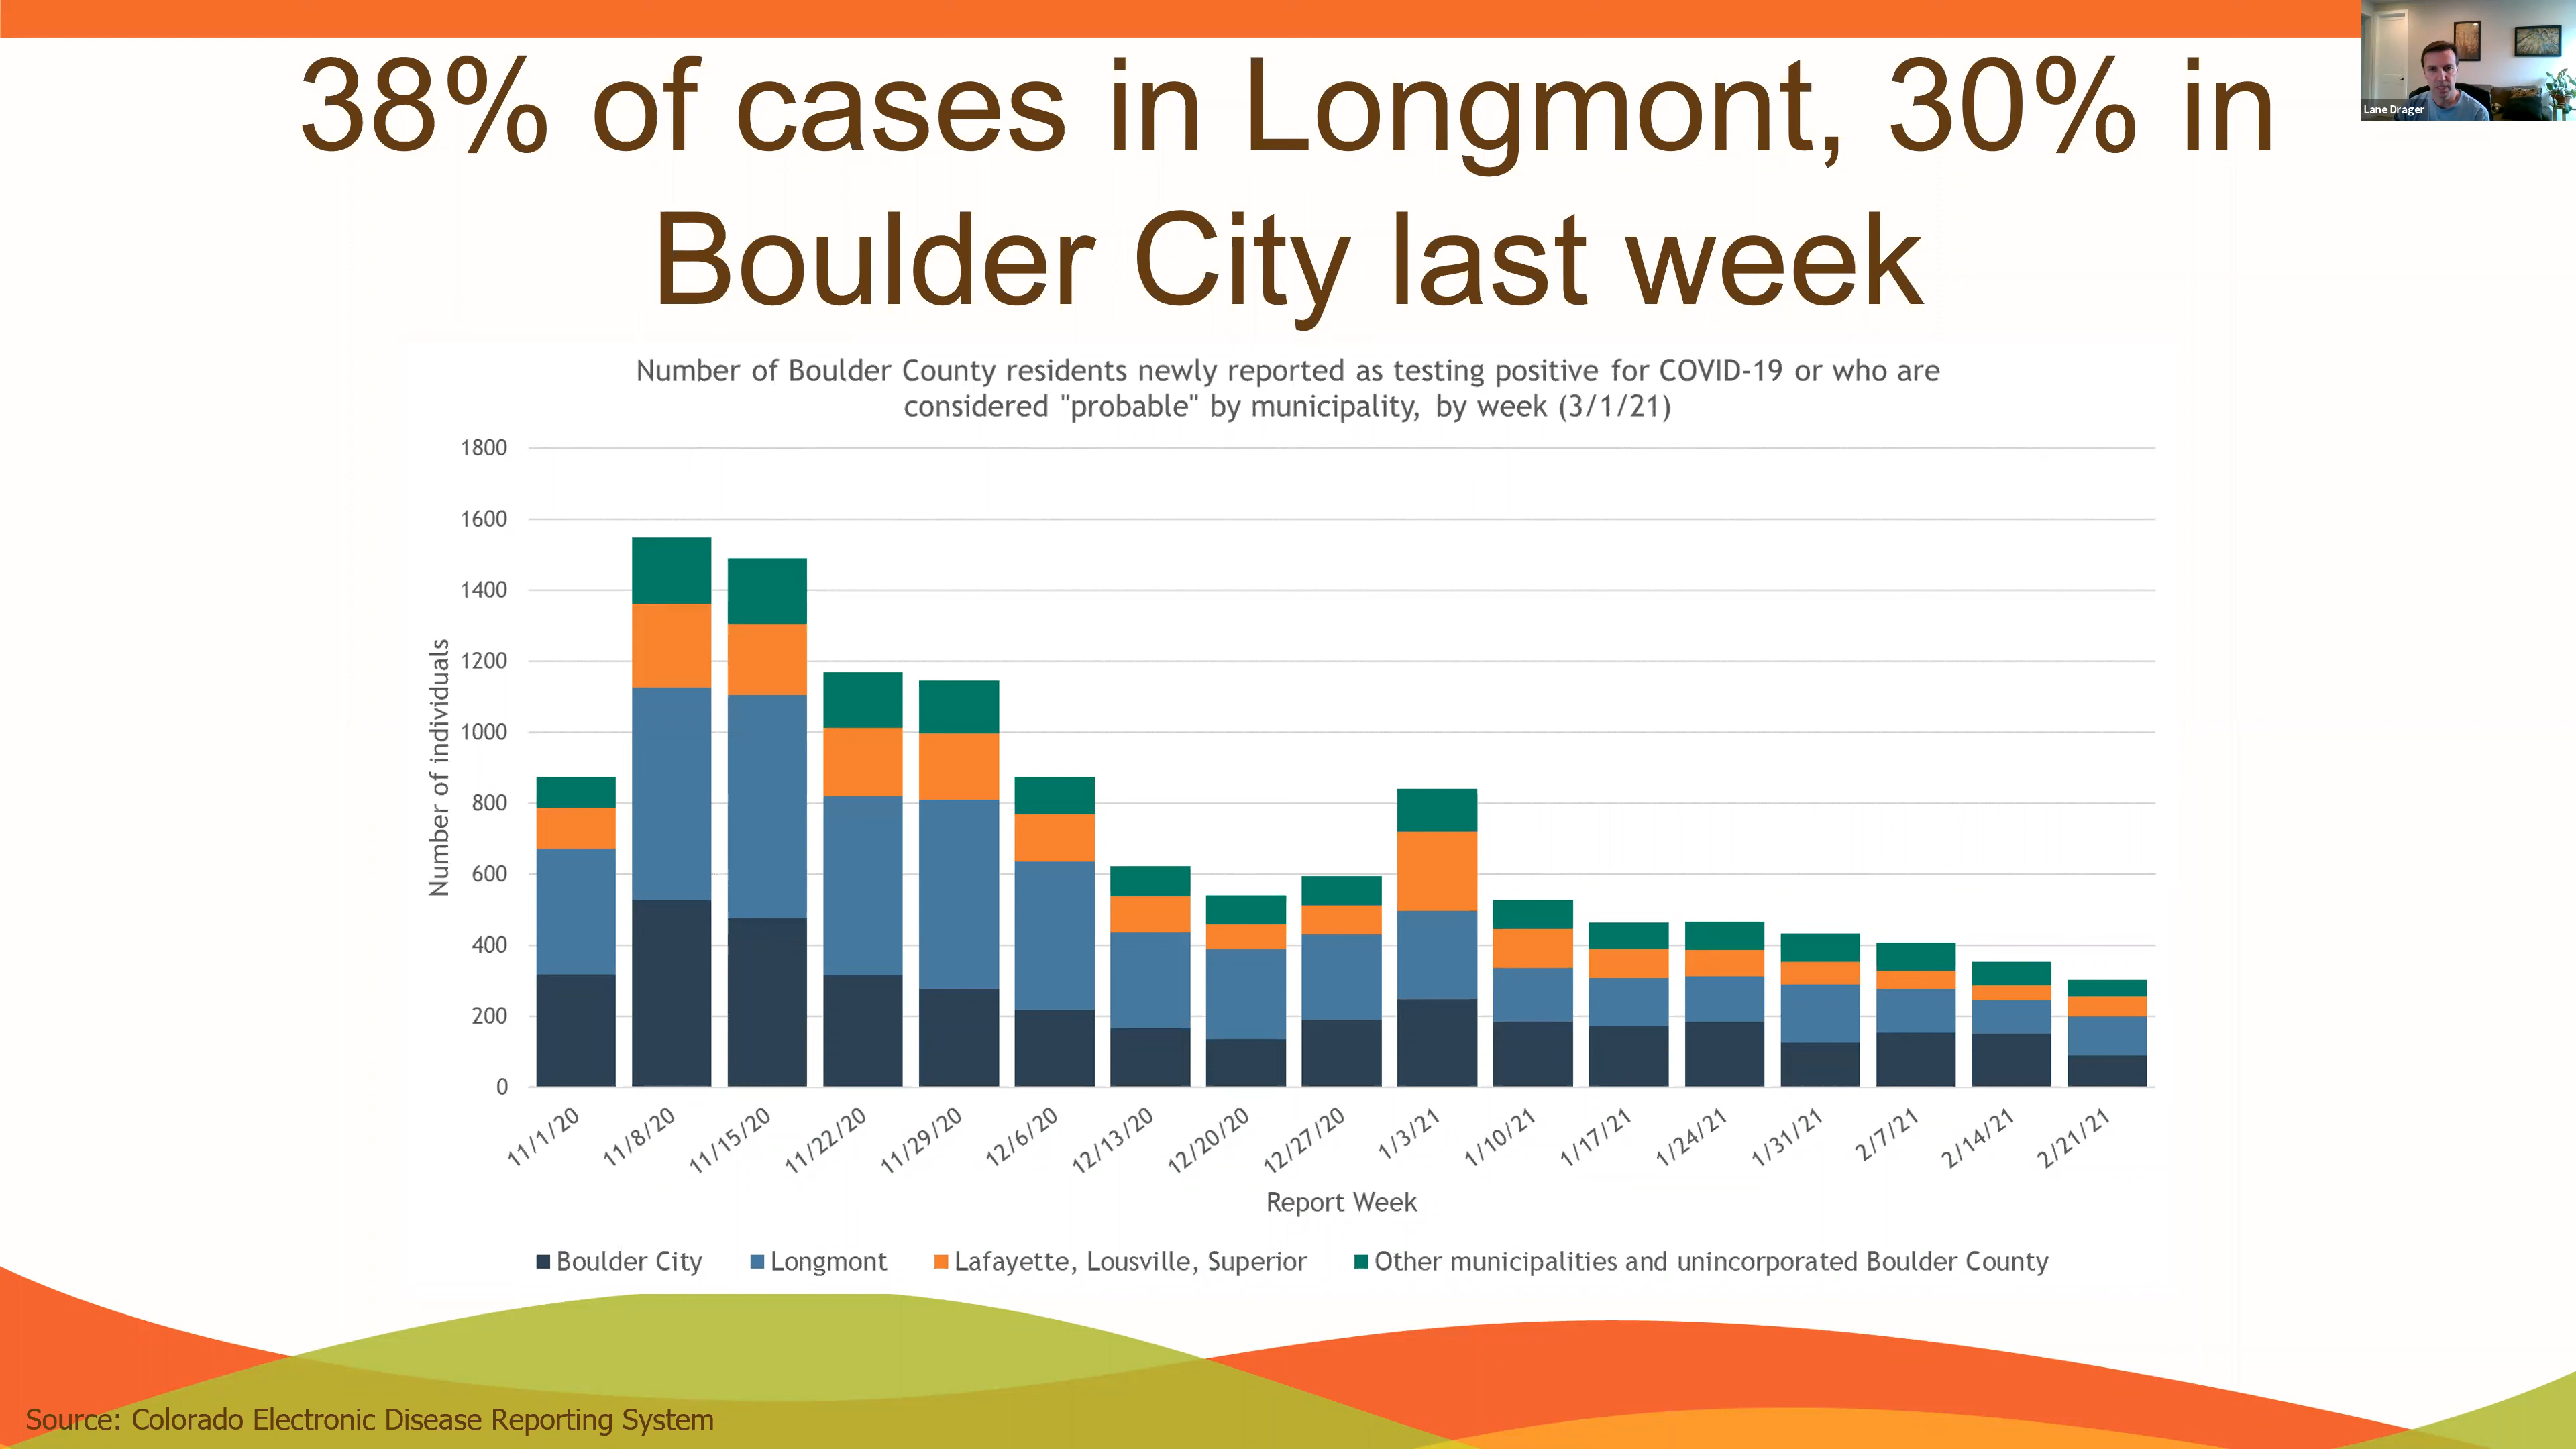 38% of cases in Longmont, 30% in
Boulder City last week
Lane Drager
Number of Boulder County residents newly reported as testing positive for COVID-19 or who are
considered "probable" by municipality, by week (3/1/21)
Number of individuals
1800
1600
1400
1200
1000
800
600
400
200
0
11/1/20
11/8/20
11/15/20
11/22/20
11/29/20
12/6/20
12/13/20
12/20/20
12/27/20
1/3/21
1/10/21
1/17/21
1/24/21
1/31/21
2/7/21
2/14/21
2/21/21
Report Week
Boulder City
Longmont
Lafayette, Lousville, Superior
Other municipalities and unincorporated Boulder County
Source: Colorado Electronic Disease Reporting System